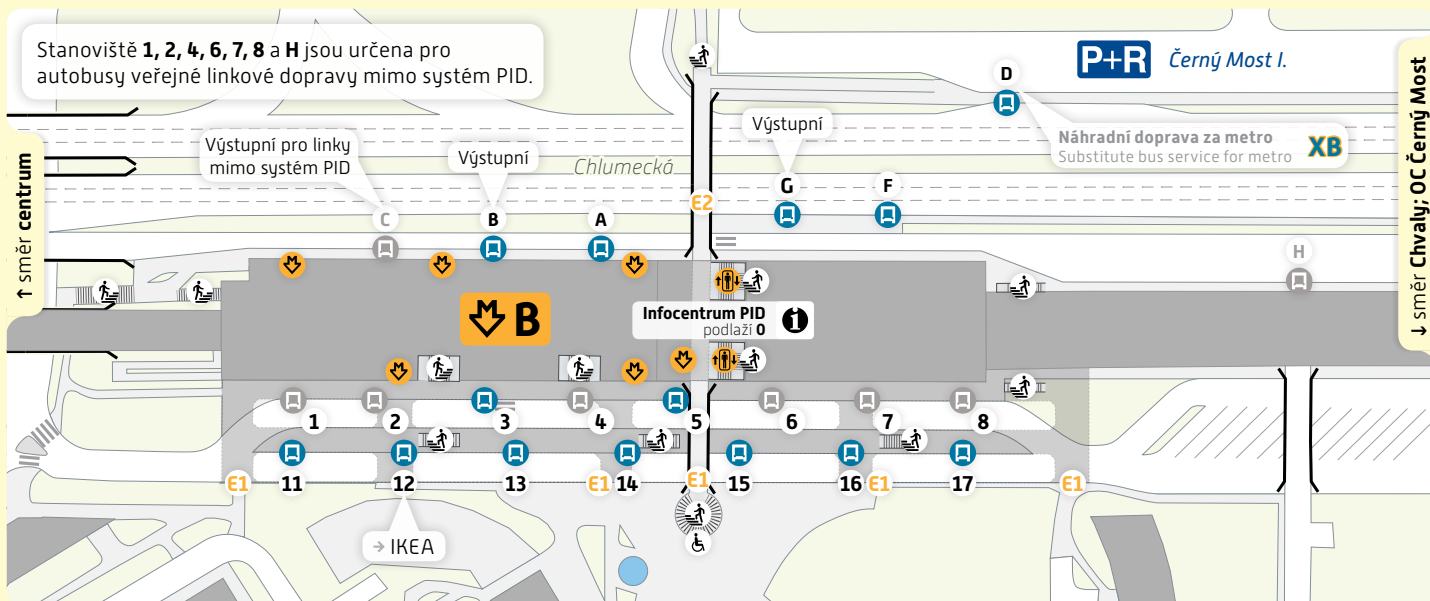 Stanoviště 1, 2, 4, 6, 7, 8 a H jsou určena pro
autobusy veřejné linkové dopravy mimo systém PID.
P+R Černý Most I.
D
Náhradní doprava za metro
Substitute bus service for metro
XB
Výstupní pro linky
mimo systém PID
Výstupní
Chlumecká
Výstupní
↑ směr centrum
↓ směr Chvaly; OC Černý Most
C
B
A
E2
G
F
H
B
Infocentrum PID
podlaží 0
i
1
2
3
4
5
6
7
8
E1
11
12
13
E1
14
E1
15
16
E1
17
E1
→ IKEA